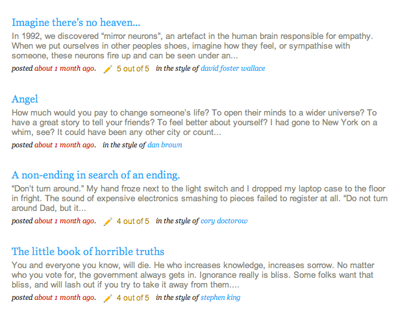 Imagine there's no heaven...
In 1992, we discovered "mirror neurons", an artefact in the human brain responsible for empathy.
When we put ourselves in other peoples shoes, imagine how they feel, or sympathise with
someone, these neurons fire up and can be seen under an...
posted about 1 month ago. 5 out of 5 in the style of david foster wallace
Angel
How much would you pay to change someone's life? To open their minds to a wider universe? To
have a great story to tell your friends? To feel better about yourself? I had gone to New York on a
whim, see? It could have been any other city or count...
posted about 1 month ago. in the style of dan brown
A non-ending in search of an ending.
"Don't turn around." My hand froze next to the light switch and I dropped my laptop case to the floor
in fright. The sound of expensive electronics smashing to pieces failed to register at all. "Do not turn
around Dad, but it...
posted about 1 month ago. 4 out of 5 in the style of cory doctorow
The little book of horrible truths
You and everyone you know, will die. He who increases knowledge, increases sorrow. No matter
who you vote for, the government always gets in. Ignorance really is bliss. Some folks want that
bliss, and will lash out if you try to take it away from them....
posted about 1 month ago. 4 out of 5 in the style of stephen king